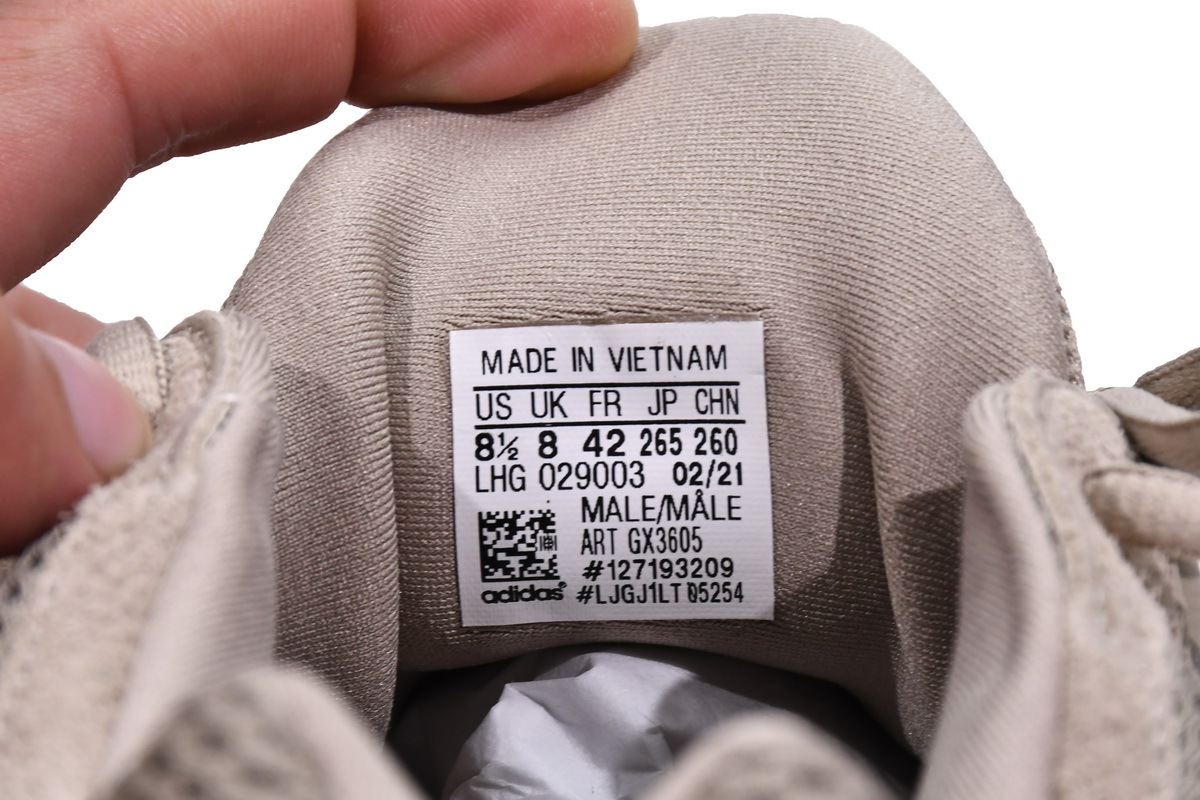 MADE IN VIETNAM
US UK FR JP CHN
8½ 8 42 265 260
LHG 029003 02/21
MALE/MÂLE
ART GX3605
#127193209
adidas® #LJGJ1LT 05254